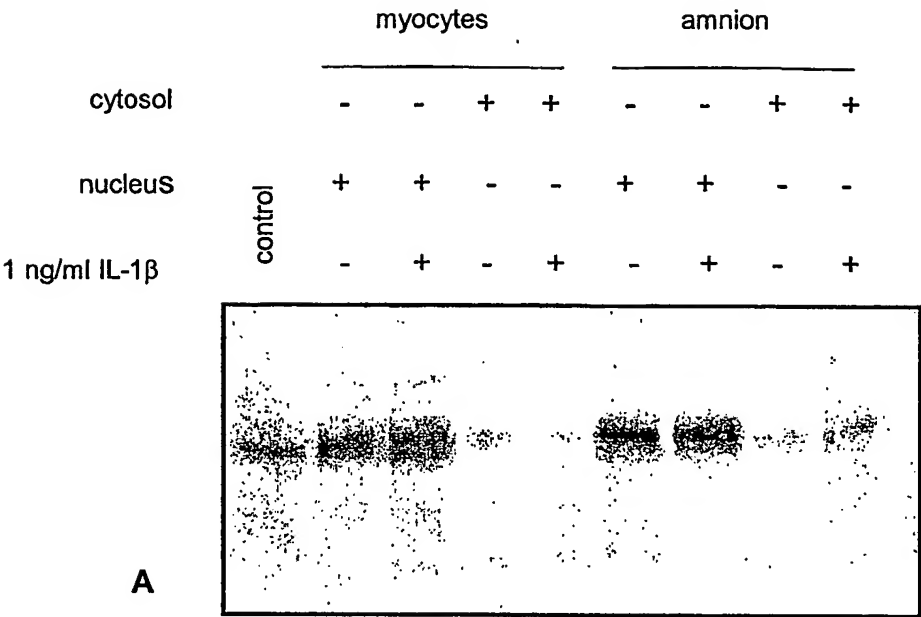 myocytes amnion
cytosol - - + + - - + +
nucleuS + + - - + + - -
control
1 ng/ml IL-1β - + - + - + - +
A